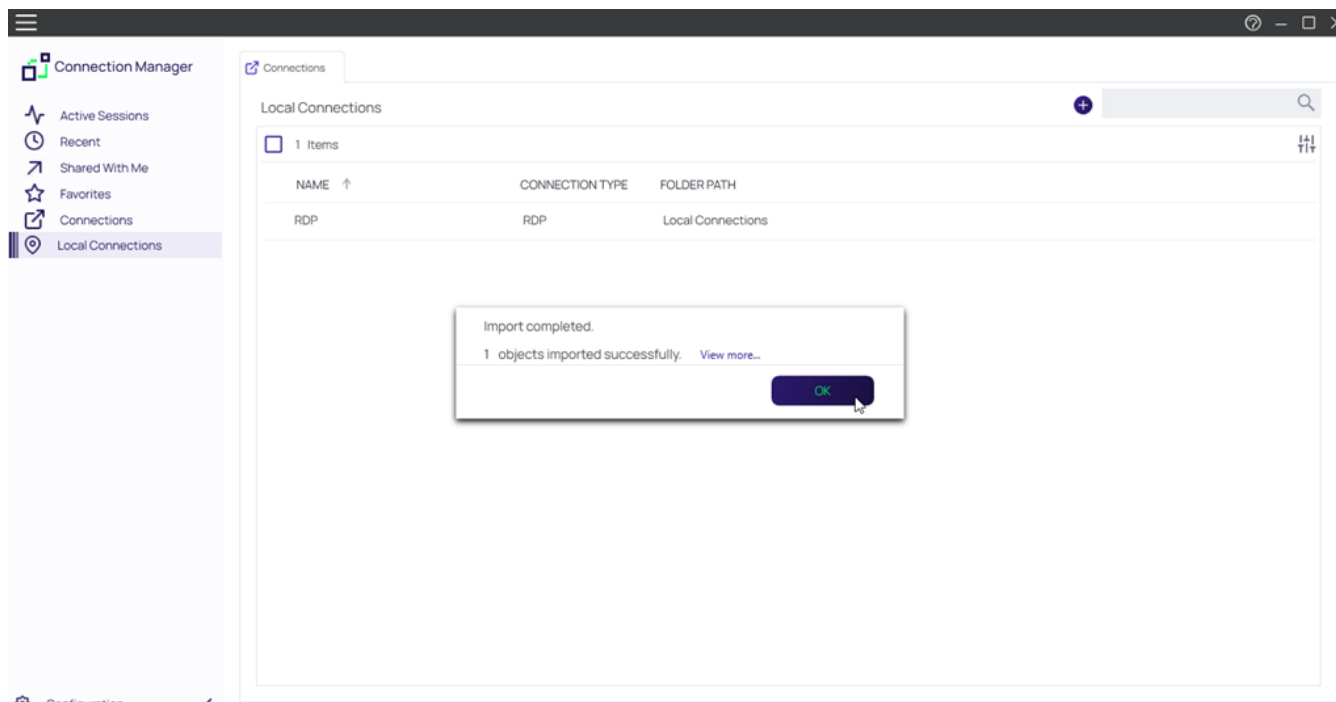 Connection Manager
Active Sessions
Recent
Shared With Me
Favorites
Connections
Local Connections
Connections
Local Connections
1 Items
NAME CONNECTION TYPE FOLDER PATH
RDP RDP Local Connections
Import completed.
1 objects imported successfully. View more...
OK
Configuration